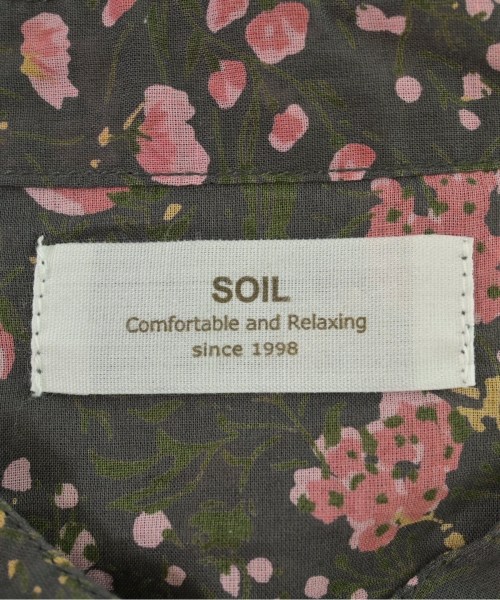 SOIL
Comfortable and Relaxing
since 1998